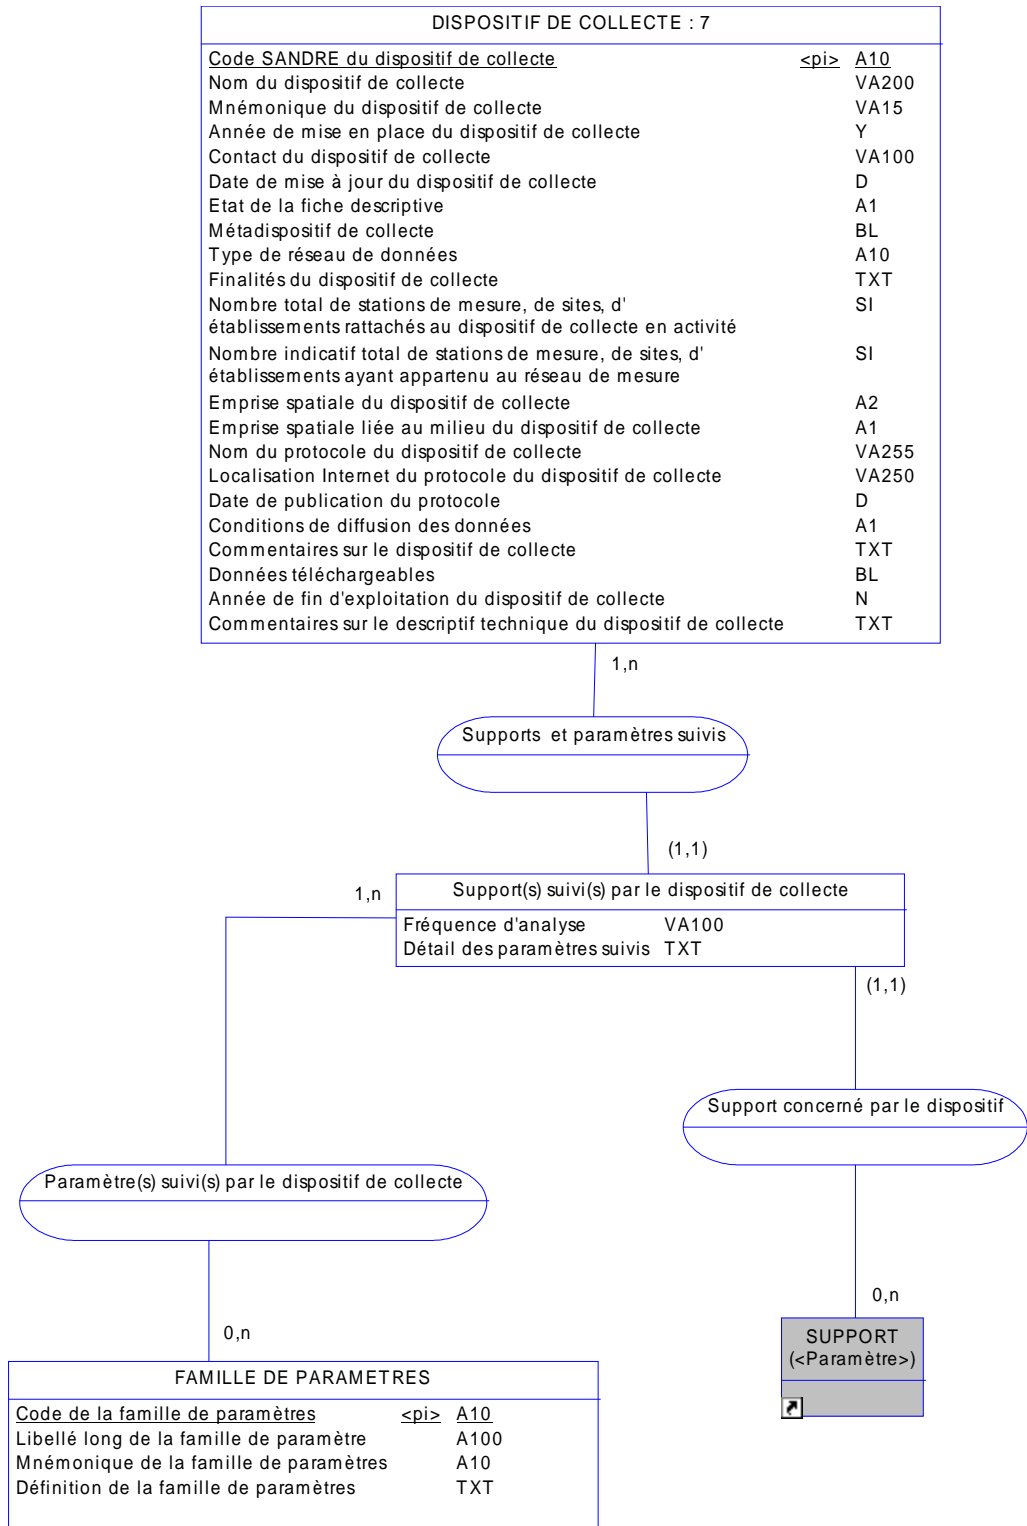 DISPOSITIF DE COLLECTE : 7
Code SANDRE du dispositif de collecte <pi> A10
Nom du dispositif de collecte VA200
Mnémonique du dispositif de collecte VA15
Année de mise en place du dispositif de collecte Y
Contact du dispositif de collecte VA100
Date de mise à jour du dispositif de collecte D
Etat de la fiche descriptive A1
Métadispositif de collecte BL
Type de réseau de données A10
Finalités du dispositif de collecte TXT
Nombre total de stations de mesure, de sites, d' SI
établissements rattachés au dispositif de collecte en activité
Nombre indicatif total de stations de mesure, de sites, d' SI
établissements ayant appartenu au réseau de mesure
Emprise spatiale du dispositif de collecte A2
Emprise spatiale liée au milieu du dispositif de collecte A1
Nom du protocole du dispositif de collecte VA255
Localisation Internet du protocole du dispositif de collecte VA250
Date de publication du protocole D
Conditions de diffusion des données A1
Commentaires sur le dispositif de collecte TXT
Données téléchargeables BL
Année de fin d'exploitation du dispositif de collecte N
Commentaires sur le descriptif technique du dispositif de collecte TXT
1,n
Supports et paramètres suivis
(1,1)
1,n
Support(s) suivi(s) par le dispositif de collecte
Fréquence d'analyse VA100
Détail des paramètres suivis TXT
(1,1)
Support concerné par le dispositif
Paramètre(s) suivi(s) par le dispositif de collecte
0,n
0,n
SUPPORT
(<Paramètre>)
FAMILLE DE PARAMETRES
Code de la famille de paramètres <pi> A10
Libellé long de la famille de paramètre A100
Mnémonique de la famille de paramètres A10
Définition de la famille de paramètres TXT